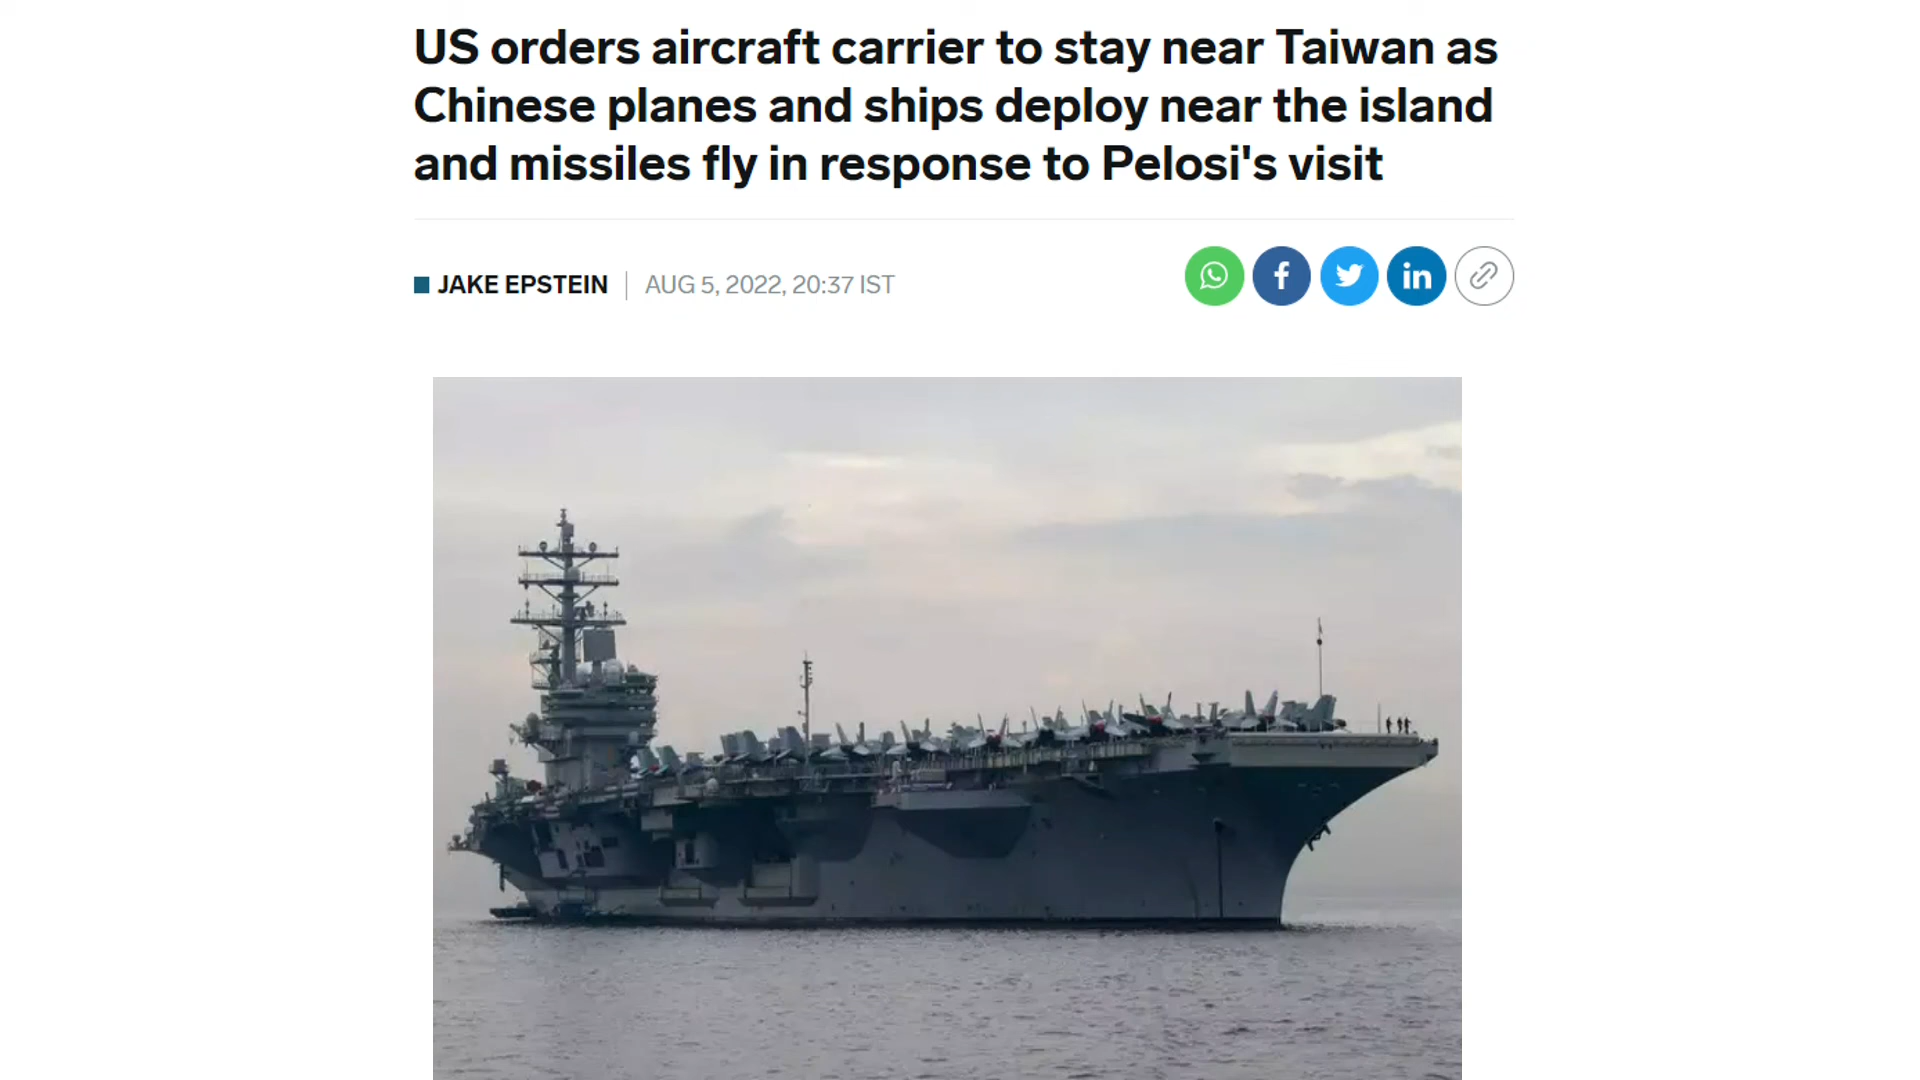 US orders aircraft carrier to stay near Taiwan as
Chinese planes and ships deploy near the island
and missiles fly in response to Pelosi's visit
JAKE EPSTEIN | AUG 5, 2022, 20:37 IST